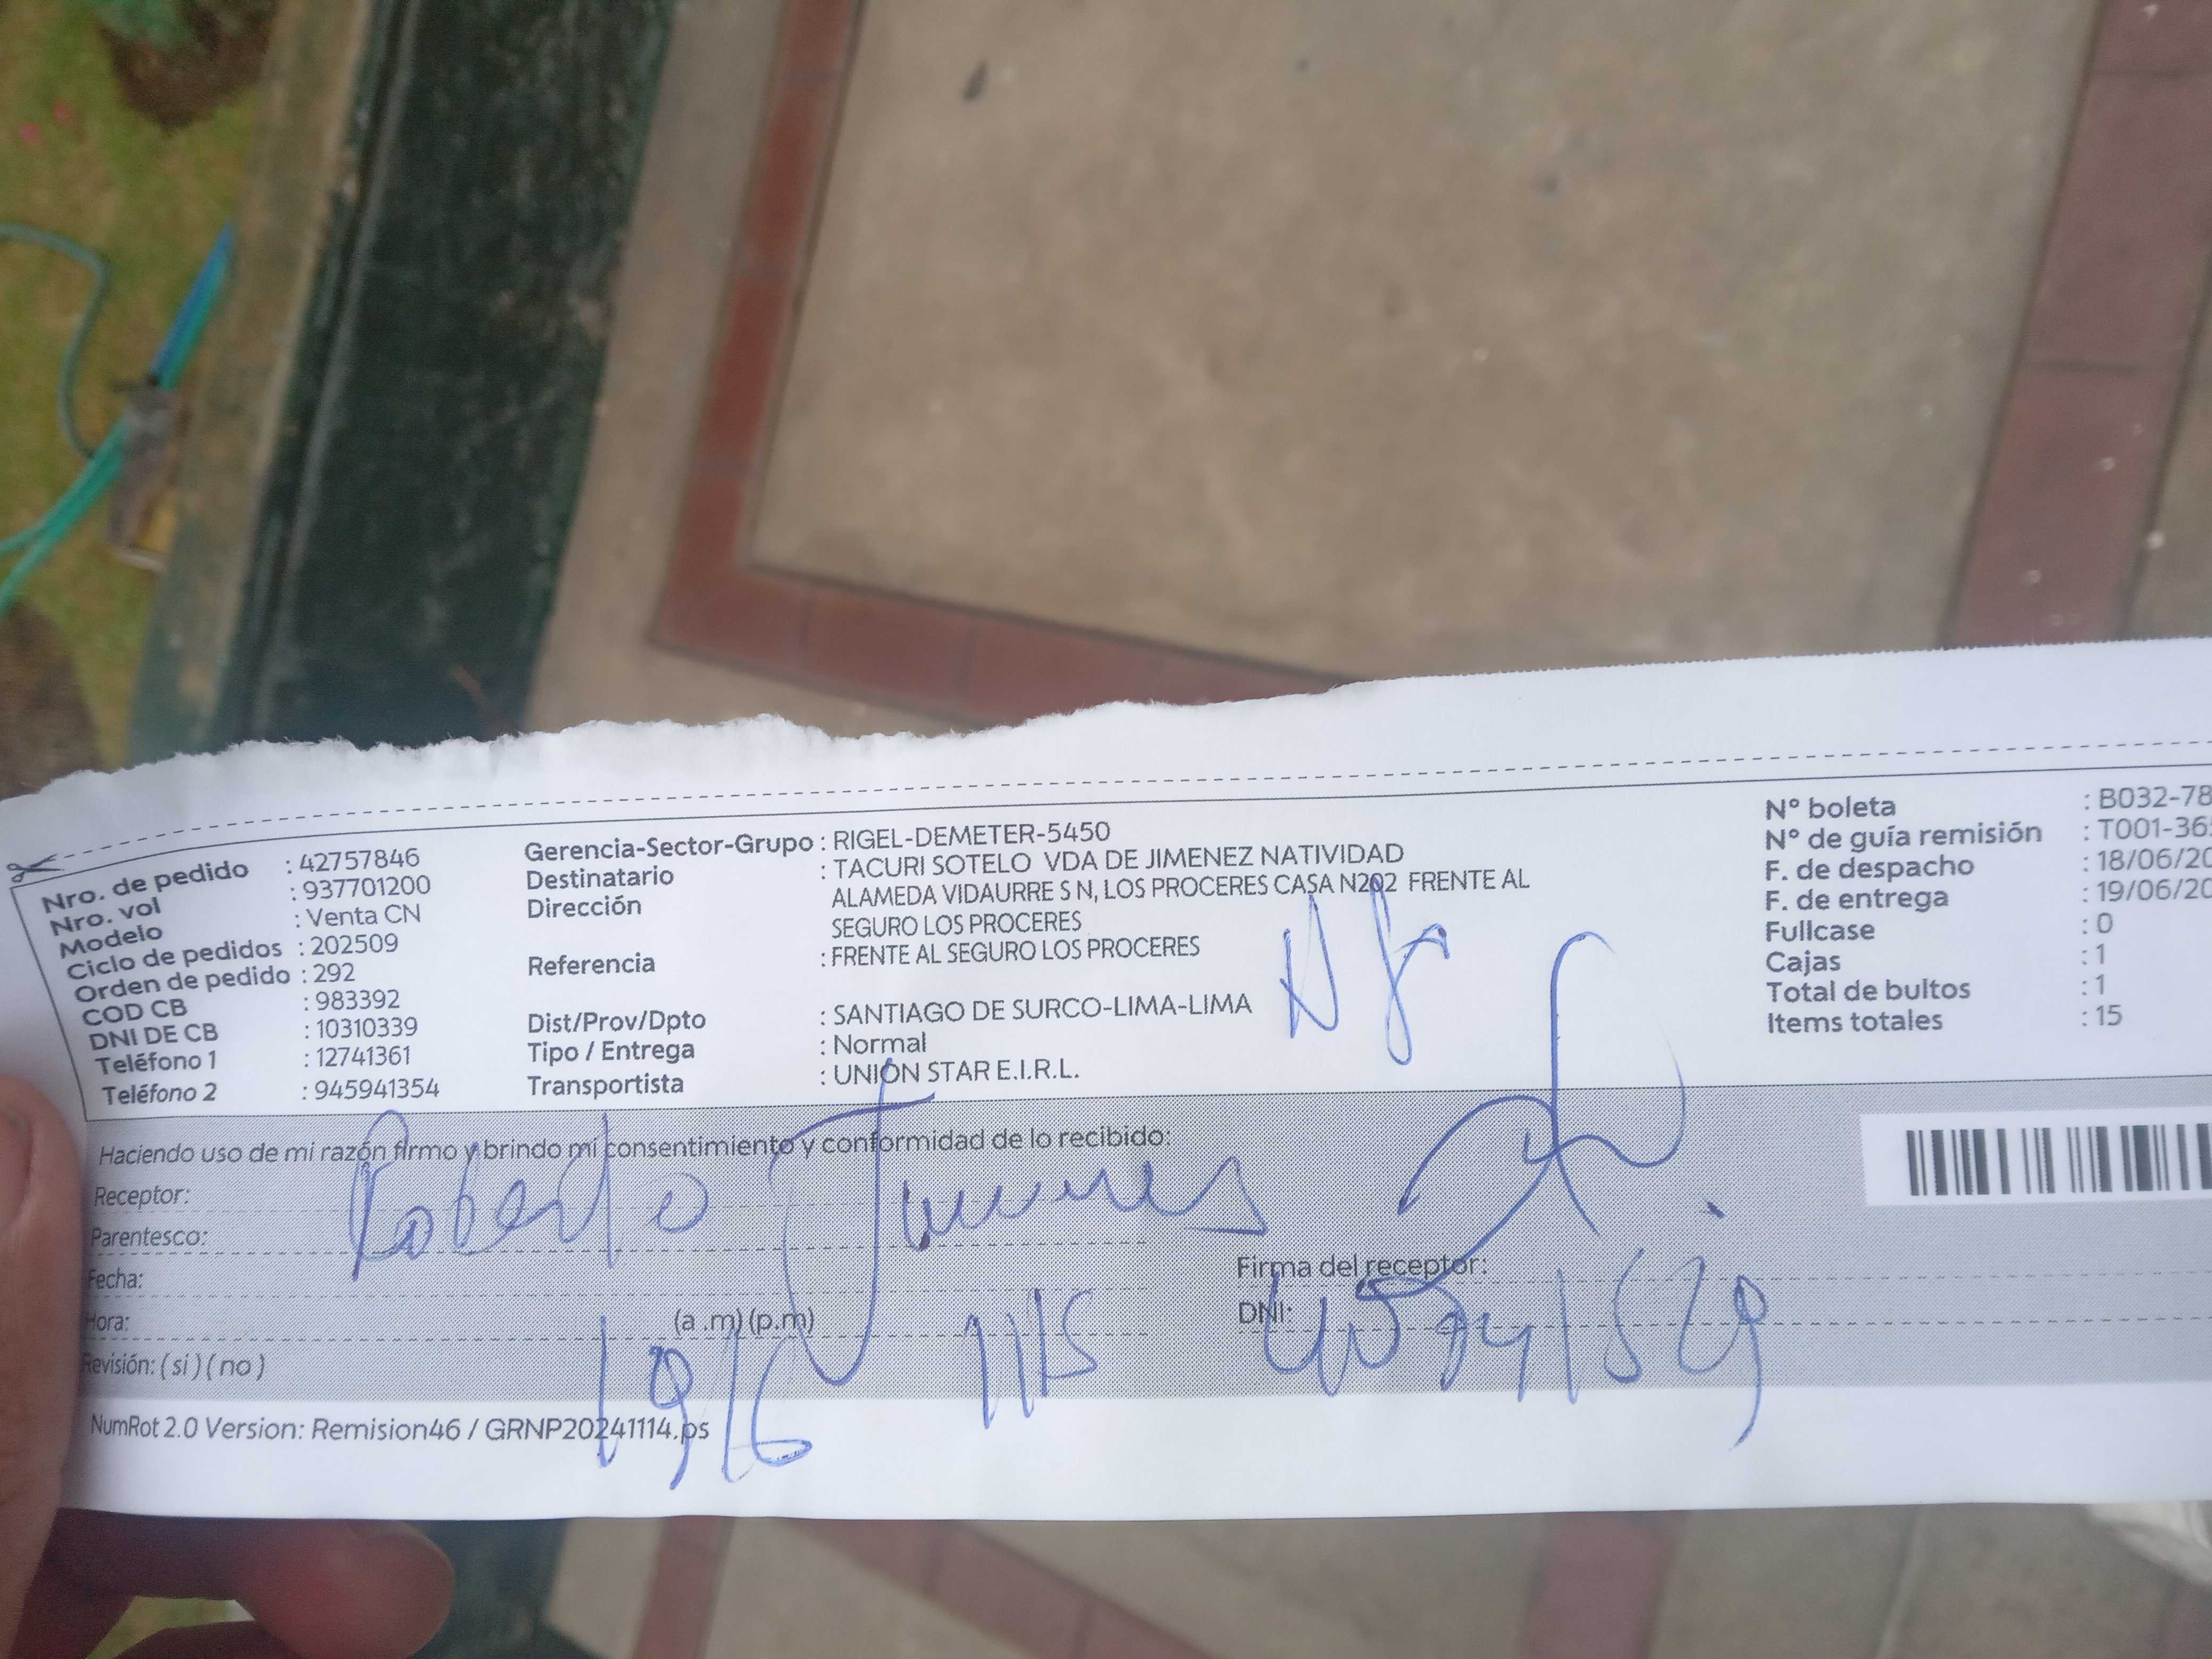 Nro. de pedido : 42757846
Nro. vol : 937701200
Modelo : Venta CN
Ciclo de pedidos : 202509
Orden de pedido : 292
COD CB : 983392
DNI DE CB : 10310339
Teléfono 1 : 12741361
Teléfono 2 : 945941354
Gerencia-Sector-Grupo : RIGEL-DEMETER-5450
Destinatario : TACURI SOTELO VDA DE JIMENEZ NATIVIDAD
Dirección ALAMEDA VIDAURRE S N, LOS PROCERES CASA N202 FRENTE AL
SEGURO LOS PROCERES
Referencia : FRENTE AL SEGURO LOS PROCERES
Dist/Prov/Dpto : SANTIAGO DE SURCO-LIMA-LIMA
Tipo / Entrega : Normal
Transportista : UNION STAR E.I.R.L.
N° boleta : B032-78
N° de guía remisión : T001-36
F. de despacho : 18/06/20
F. de entrega : 19/06/20
Fullcase : 0
Cajas : 1
Total de bultos : 1
Items totales : 15
Haciendo uso de mi razón firmo y brindo mi consentimiento y conformidad de lo recibido:
Receptor: Roberto Jimenes
Parentesco:
Fecha:
Hora: (a .m) (p.m)
Revisión: ( si ) ( no )
19/6 1115
Firma del receptor:
DNI:
NumRot 2.0 Version: Remision46 / GRNP20241114.ps